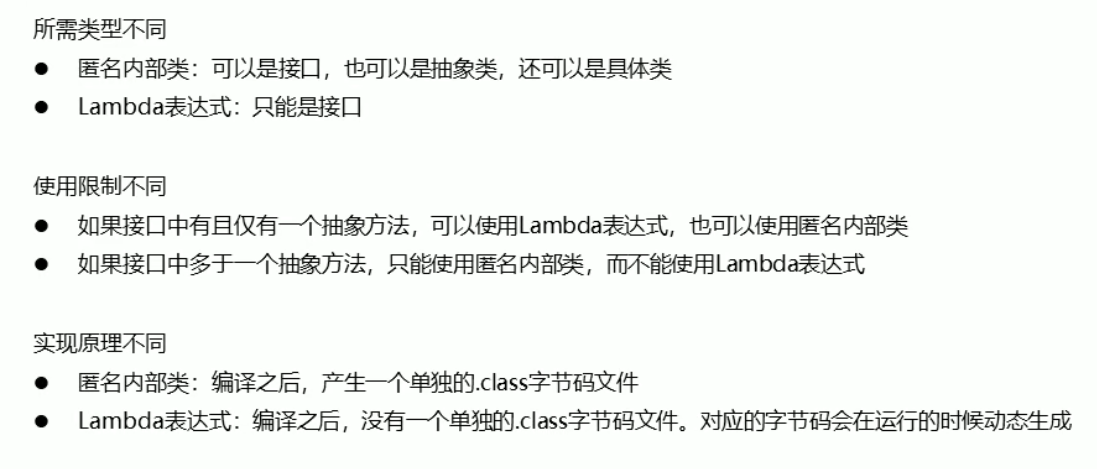 所需类型不同
● 匿名内部类：可以是接口，也可以是抽象类，还可以是具体类
● Lambda表达式：只能是接口
使用限制不同
● 如果接口中有且仅有一个抽象方法，可以使用Lambda表达式，也可以使用匿名内部类
● 如果接口中多于一个抽象方法，只能使用匿名内部类，而不能使用Lambda表达式
实现原理不同
● 匿名内部类：编译之后，产生一个单独的.class字节码文件
● Lambda表达式：编译之后，没有一个单独的.class字节码文件。对应的字节码会在运行的时候动态生成